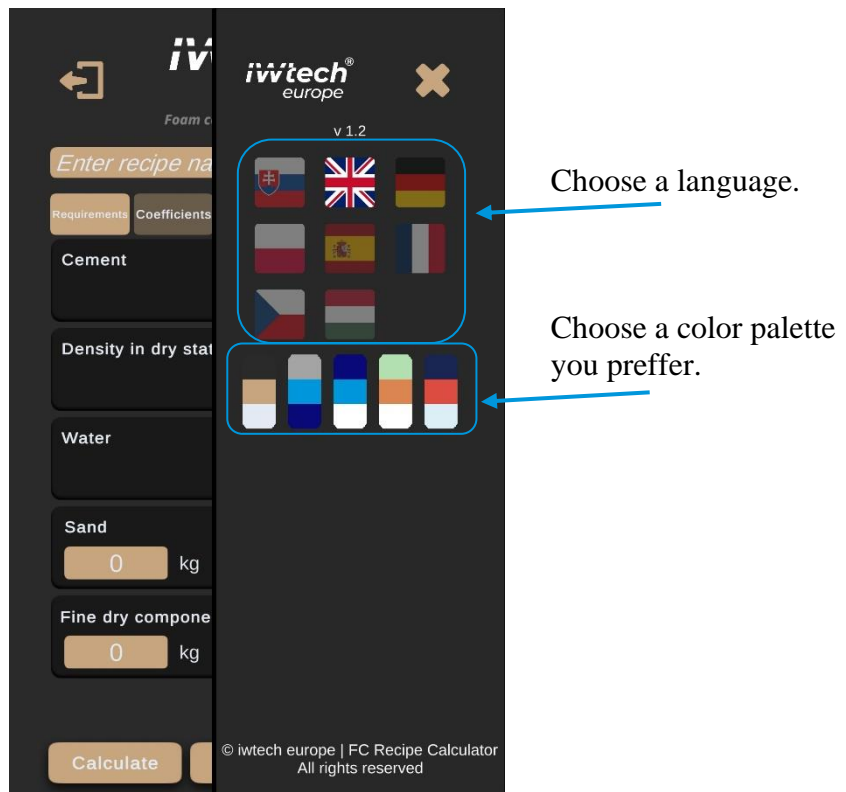 iw
Foam c
Enter recipe na
Requirements Coefficients
Cement
Density in dry stat
Water
Sand
0 kg
Fine dry compone
0 kg
Calculate
iwtech®
europe
v 1.2
© iwtech europe | FC Recipe Calculator
All rights reserved
Choose a language.
Choose a color palette
you preffer.